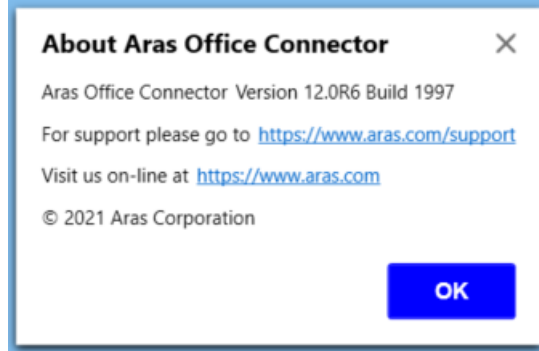 About Aras Office Connector
Aras Office Connector Version 12.0R6 Build 1997
For support please go to https://www.aras.com/support
Visit us on-line at https://www.aras.com
© 2021 Aras Corporation
OK